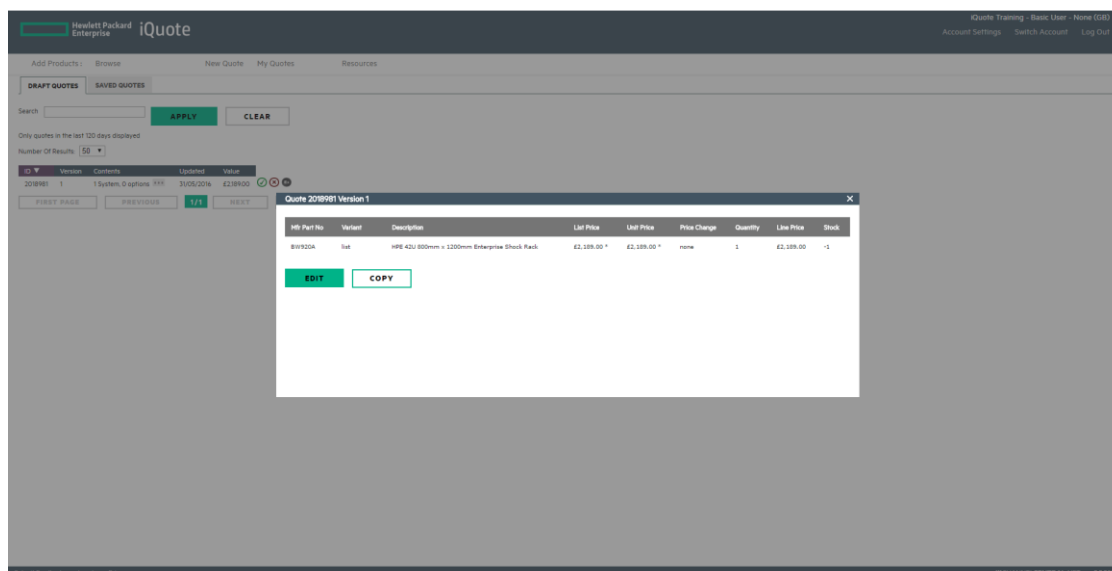 iQuote Training - Basic User - None (GB)
Hewlett Packard
Enterprise
iQuote
Account Settings Switch Account Log Out
Add Products: Browse New Quote My Quotes Resources
DRAFT QUOTES SAVED QUOTES
Search APPLY CLEAR
Only quotes in the last 120 days displayed
Number Of Results 50
ID Version Contents Updated Value
2018981 1 1 System, 0 options 31/05/2016 £2,189.00
FIRST PAGE PREVIOUS 1/1 NEXT
Quote 2018981 Version 1
Mfr Part No Variant Description List Price Unit Price Price Change Quantity Line Price Stock
BW920A list HPE 42U 800mm x 1200mm Enterprise Shock Rack £2,189.00 * £2,189.00 * none 1 £2,189.00 -1
EDIT COPY